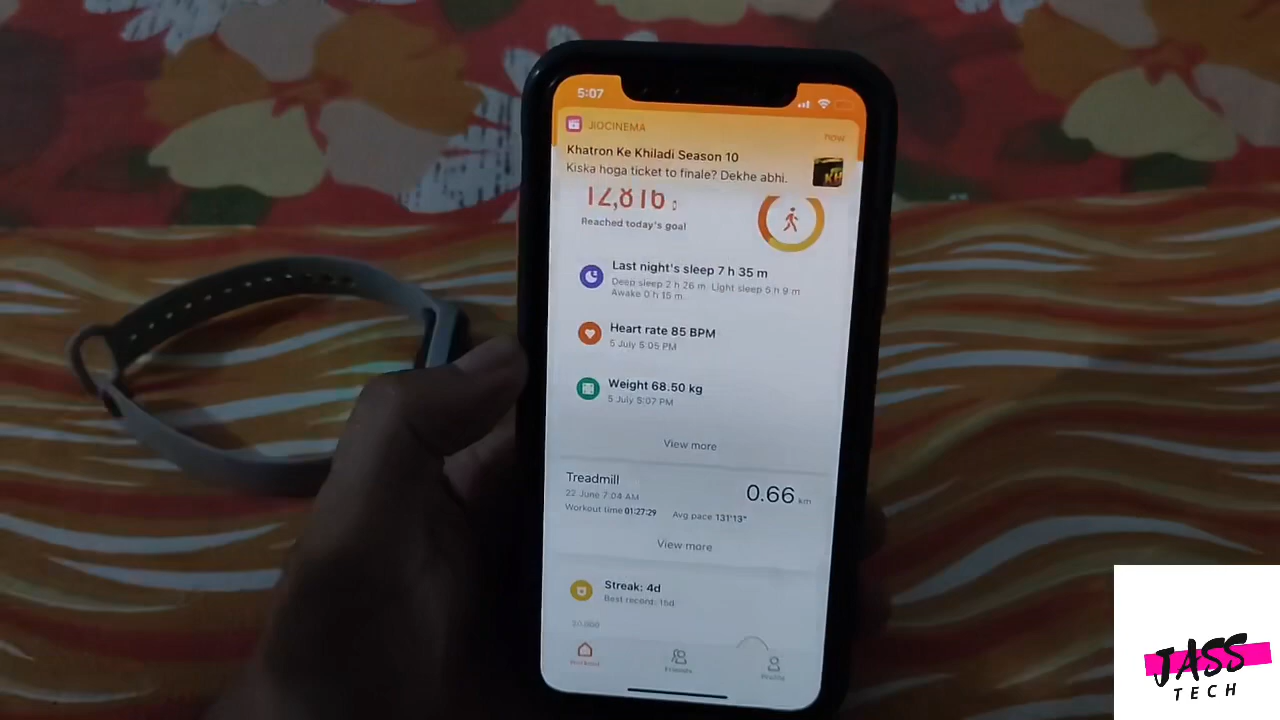 5:07
JIOCINEMA
now
Khatron Ke Khiladi Season 10
Kiska hoga ticket to finale? Dekhe abhi.
KH
12,816
Reached today's goal
Last night's sleep 7 h 35 m
Deep sleep 2 h 26 m Light sleep 5 h 9 m
Awake 0 h 15 m
Heart rate 85 BPM
5 July 5:05 PM
Weight 68.50 kg
5 July 5:07 PM
View more
Treadmill
0.66 km
22 June 7:04 AM
Workout time 01:27:29 Avg pace 131'13"
View more
Streak: 4d
Best record: 15d
Friends
Profile
JASS
TECH